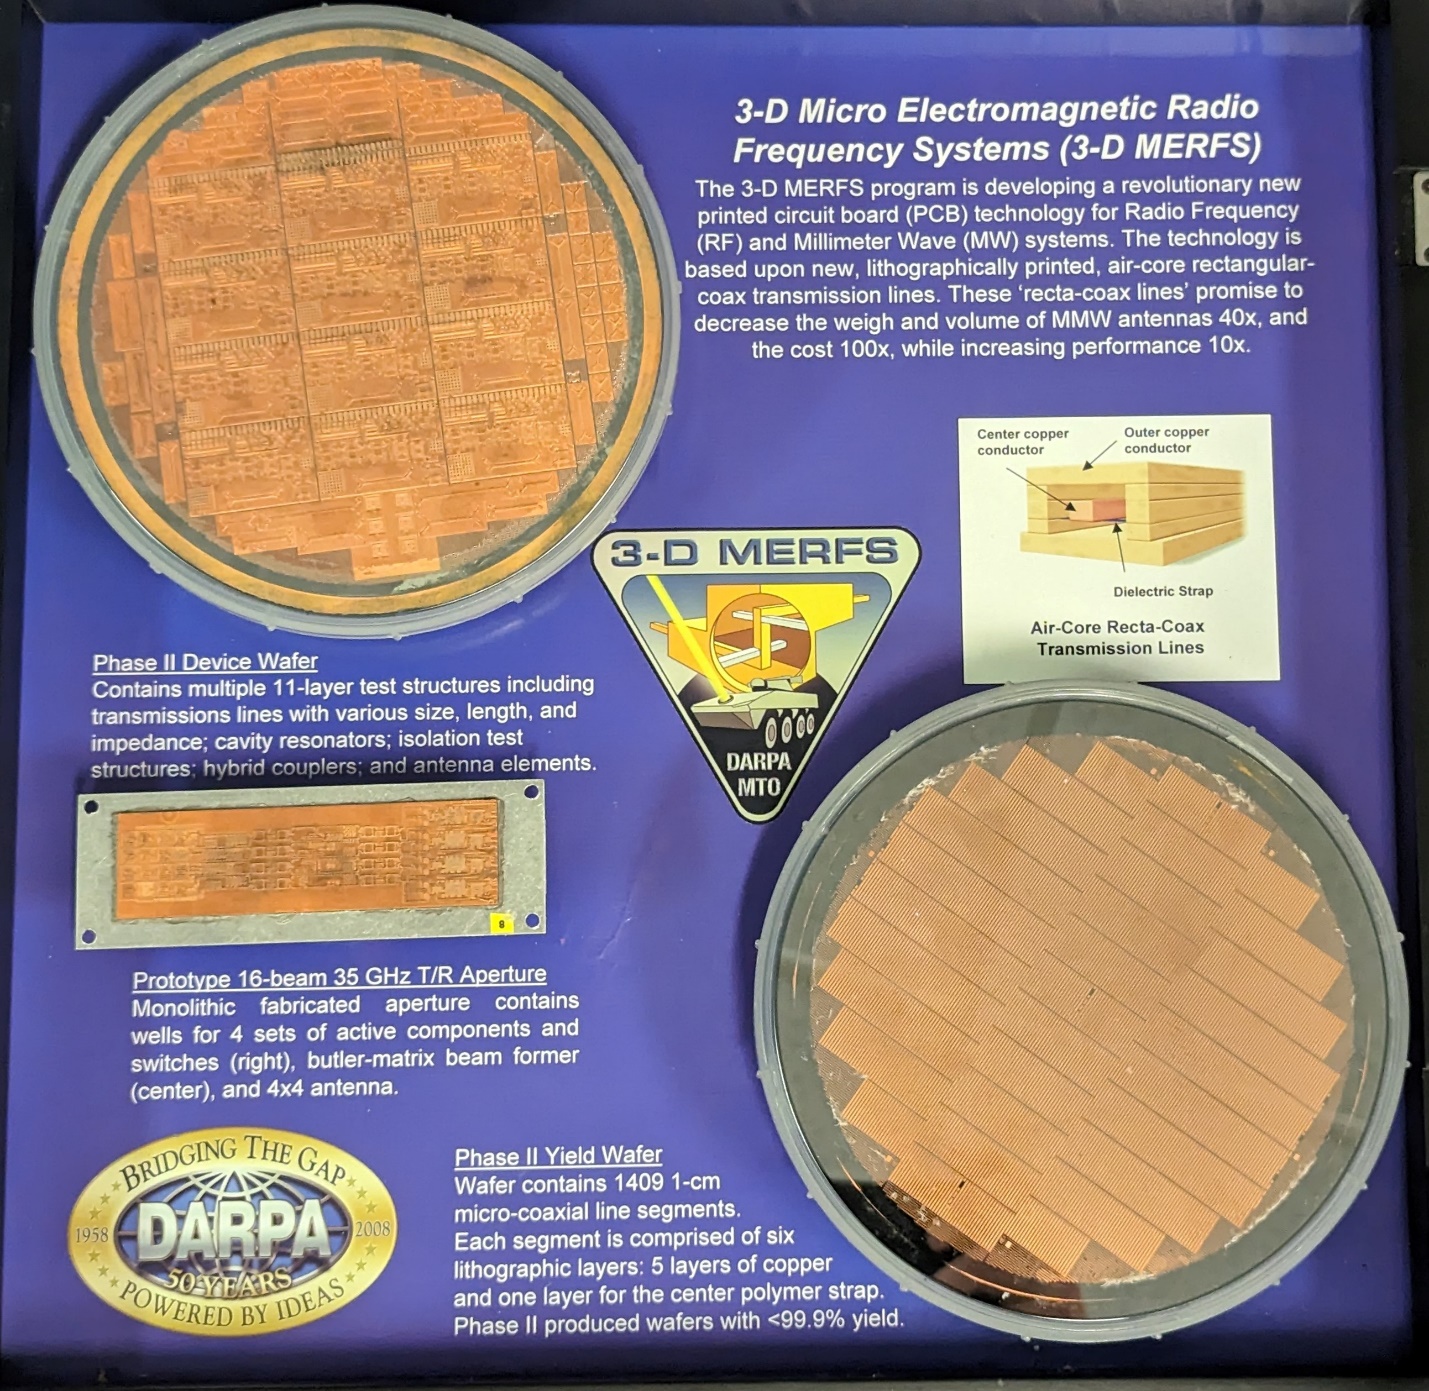 3-D Micro Electromagnetic Radio
Frequency Systems (3-D MERFS)
The 3-D MERFS program is developing a revolutionary new
printed circuit board (PCB) technology for Radio Frequency
(RF) and Millimeter Wave (MW) systems. The technology is
based upon new, lithographically printed, air-core rectangular-
coax transmission lines. These ‘recta-coax lines’ promise to
decrease the weigh and volume of MMW antennas 40x, and
the cost 100x, while increasing performance 10x.
Center copper
conductor
Outer copper
conductor
Dielectric Strap
Air-Core Recta-Coax
Transmission Lines
3-D MERFS
DARPA
MTO
Phase II Device Wafer
Contains multiple 11-layer test structures including
transmissions lines with various size, length, and
impedance; cavity resonators; isolation test
structures; hybrid couplers; and antenna elements.
8
Prototype 16-beam 35 GHz T/R Aperture
Monolithic fabricated aperture contains
wells for 4 sets of active components and
switches (right), butler-matrix beam former
(center), and 4x4 antenna.
BRIDGING THE GAP
1958
DARPA
2008
50 YEARS
POWERED BY IDEAS
Phase II Yield Wafer
Wafer contains 1409 1-cm
micro-coaxial line segments.
Each segment is comprised of six
lithographic layers: 5 layers of copper
and one layer for the center polymer strap.
Phase II produced wafers with <99.9% yield.